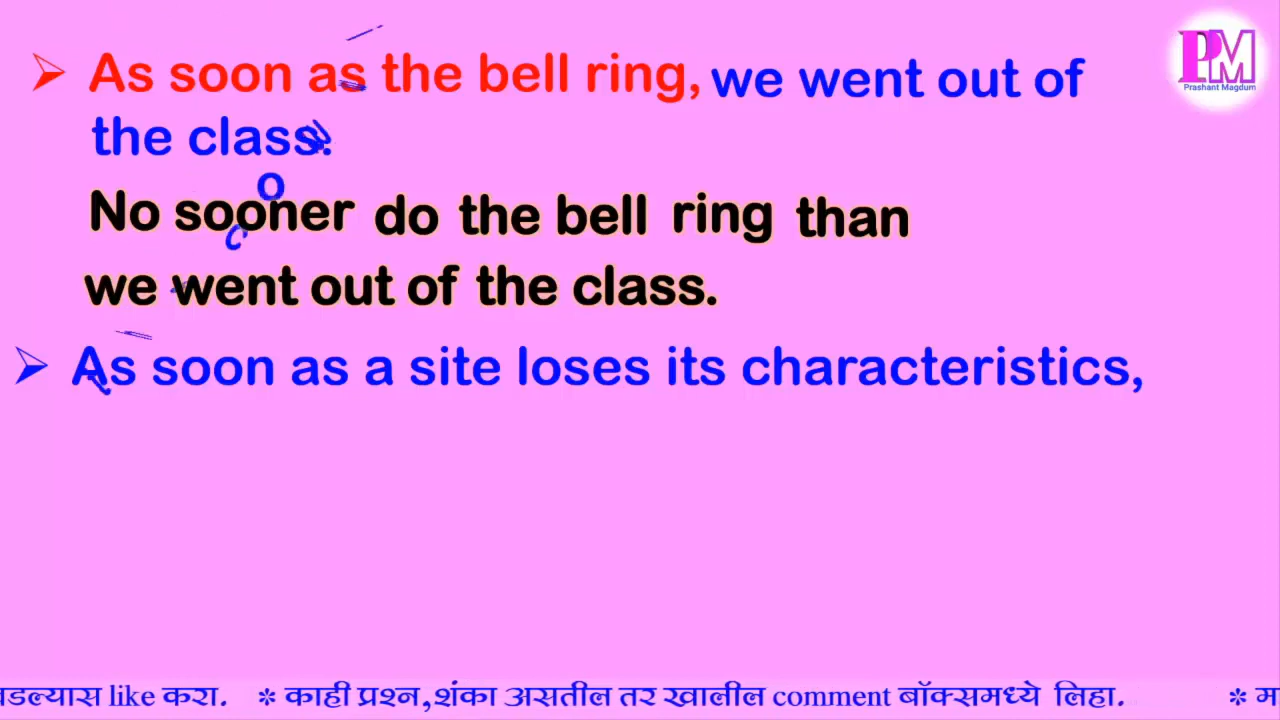 As soon as the bell ring, we went out of
the class.
No sooner do the bell ring than
we went out of the class.
As soon as a site loses its characteristics,
PM
Prashant Magdum
like करा. * काही प्रश्न,शंका असतील तर खालील comment बॉक्समध्ये लिहा. *